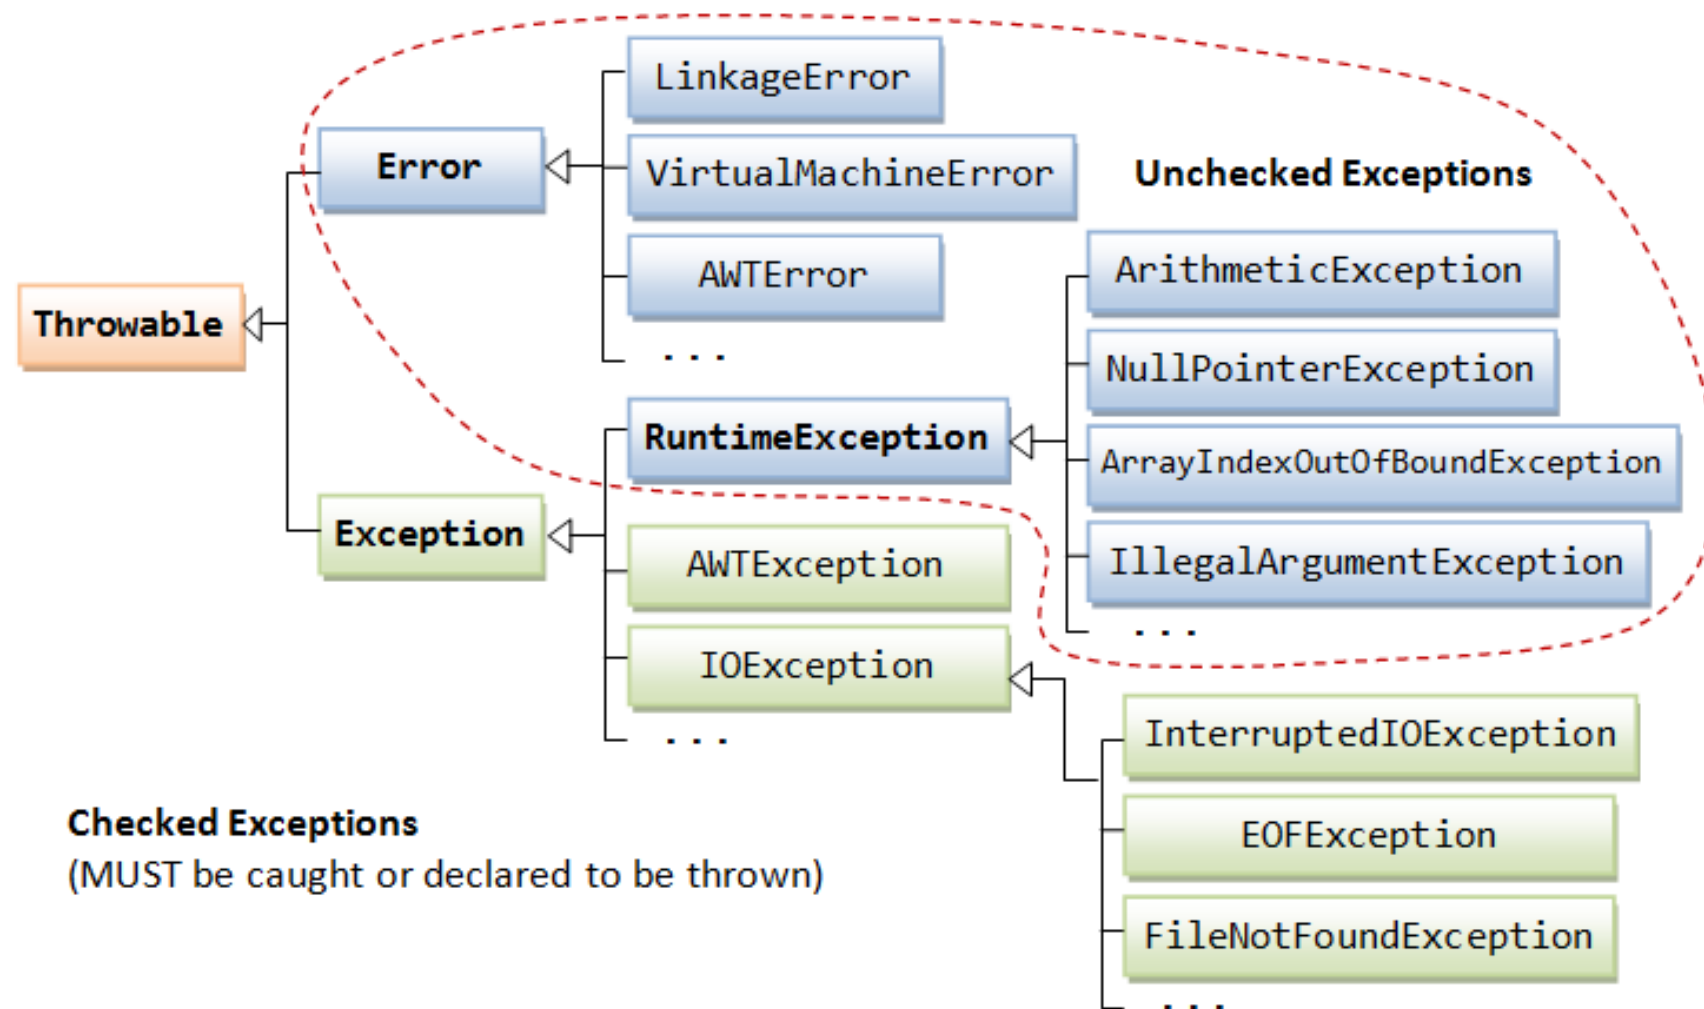 LinkageError
Error
VirtualMachineError
Unchecked Exceptions
AWTError
ArithmeticException
Throwable
...
NullPointerException
RuntimeException
ArrayIndexOutOfBoundException
Exception
AWTException
IllegalArgumentException
...
IOException
...
InterruptedIOException
Checked Exceptions
(MUST be caught or declared to be thrown)
EOFException
FileNotFoundException
...